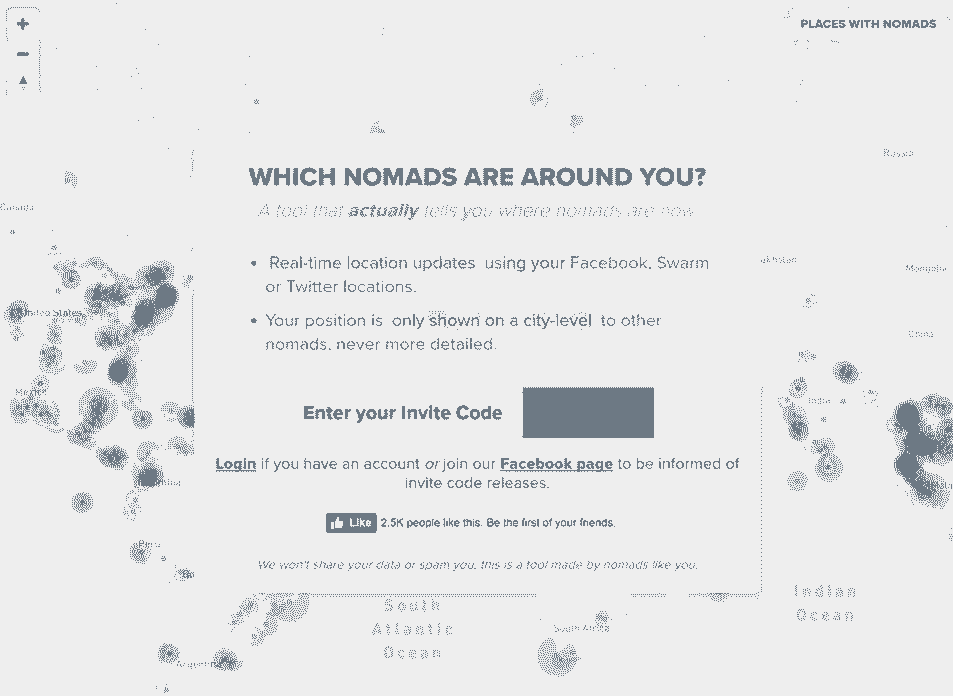 PLACES WITH NOMADS
Russia
WHICH NOMADS ARE AROUND YOU?
A tool that actually tells you where nomads are now
Canada
• Real-time location updates using your Facebook, Swarm
or Twitter locations.
Mongolia
United States
• Your position is only shown on a city-level to other
nomads, never more detailed.
China
Mexico
India
Enter your Invite Code
Login if you have an account or join our Facebook page to be informed of
invite code releases.
Like 2.5K people like this. Be the first of your friends.
Peru
We won't share your data or spam you, this is a tool made by nomads like you.
Indian
Ocean
South
Atlantic
Ocean
South Africa
Argentina